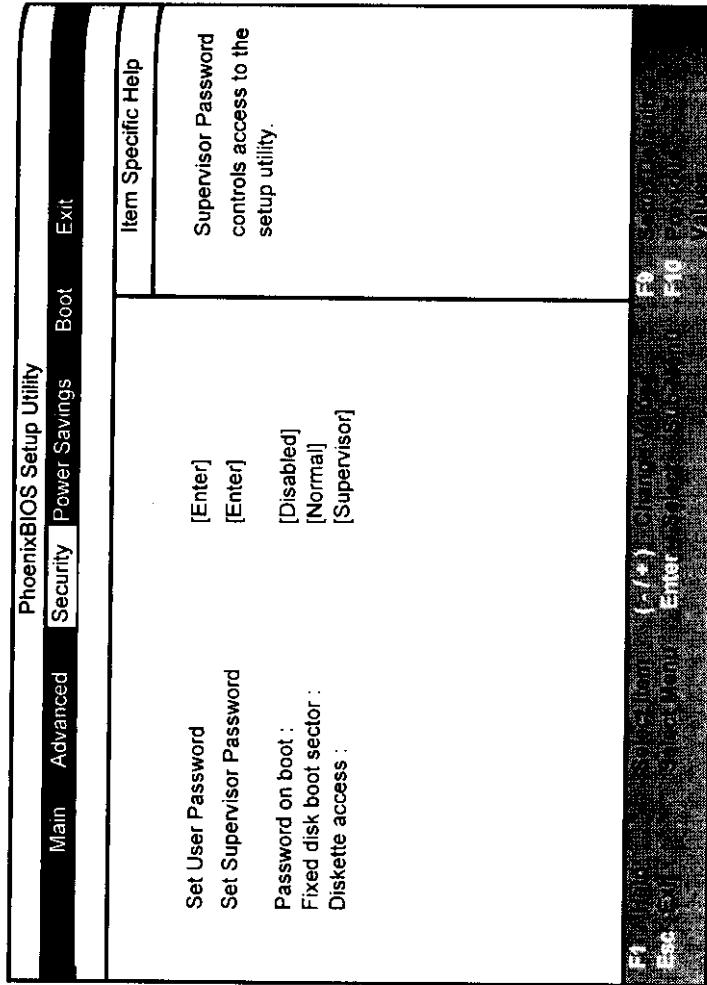 PhoenixBIOS Setup Utility
Main Advanced Security Power Savings Boot Exit
Item Specific Help
Set User Password [Enter]
Set Supervisor Password [Enter]
Password on boot : [Disabled]
Fixed disk boot sector : [Normal]
Diskette access : [Supervisor]
Supervisor Password
controls access to the
setup utility.
F1 (-/+) F9
Esc Enter F10